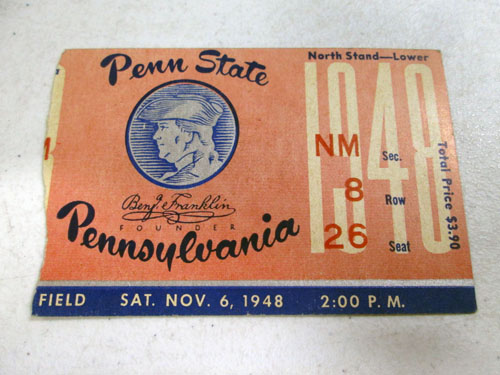 Penn State
Benj. Franklin
FOUNDER
Pennsylvania
North Stand—Lower
1948
NM Sec.
8 Row
26 Seat
Total Price $3.90
FIELD SAT. NOV. 6, 1948 2:00 P. M.